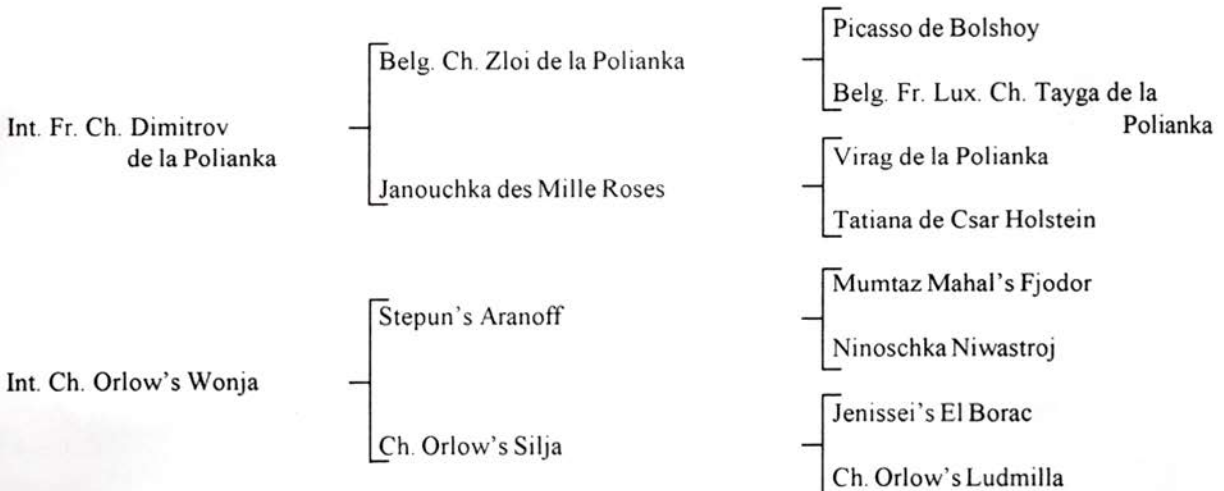 Picasso de Bolshoy
Belg. Ch. Zloi de la Polianka
Belg. Fr. Lux. Ch. Tayga de la
Polianka
Int. Fr. Ch. Dimitrov
de la Polianka
Virag de la Polianka
Janouchka des Mille Roses
Tatiana de Csar Holstein
Mumtaz Mahal's Fjodor
Stepun's Aranoff
Ninoschka Niwastroj
Int. Ch. Orlow's Wonja
Jenissei's El Borac
Ch. Orlow's Silja
Ch. Orlow's Ludmilla